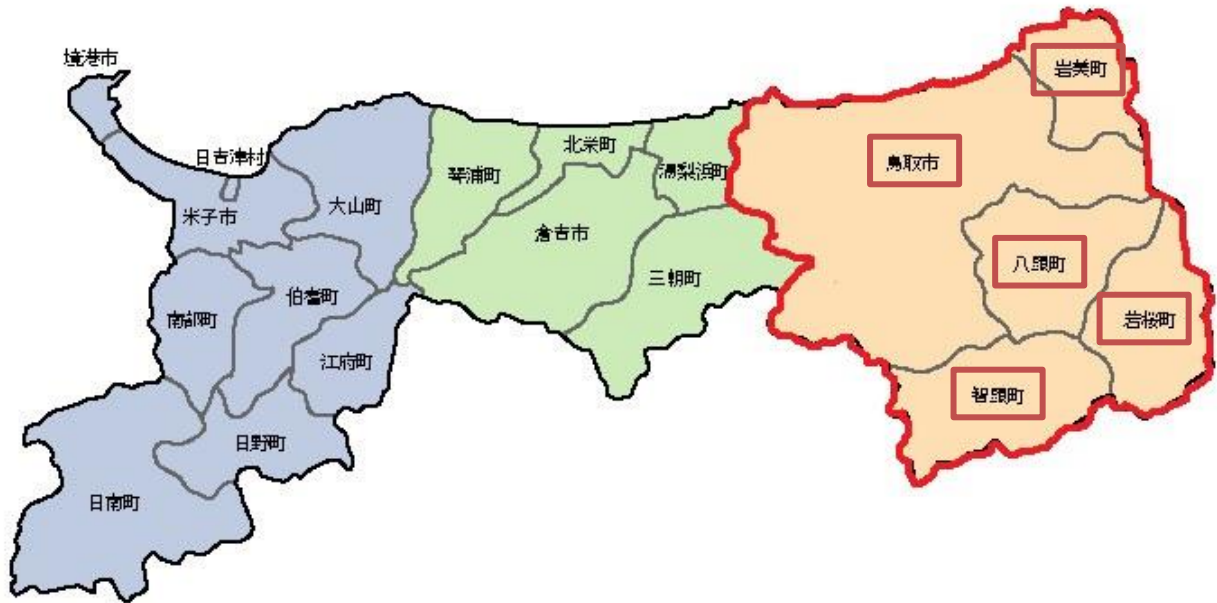 境港市
岩美町
日吉津村
北栄町
琴浦町
湯梨浜町
鳥取市
米子市
大山町
倉吉市
三朝町
八頭町
伯耆町
南部町
若桜町
江府町
智頭町
日野町
日南町